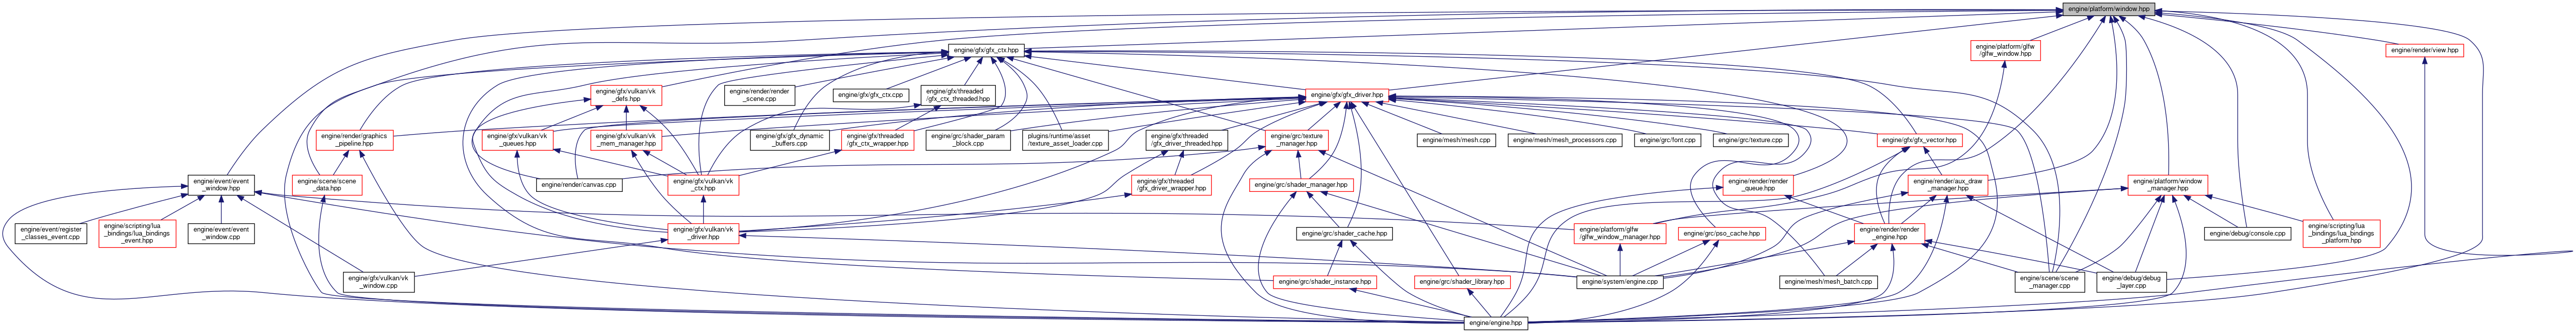 engine/platform/window.hpp
engine/gfx/gfx_ctx.hpp
engine/platform/glfw
/glfw_window.hpp
engine/render/view.hpp
engine/gfx/vulkan/vk
_defs.hpp
engine/render/render
_scene.cpp
engine/gfx/gfx_ctx.cpp
engine/gfx/threaded
/gfx_ctx_threaded.hpp
engine/gfx/gfx_driver.hpp
engine/render/graphics
_pipeline.hpp
engine/gfx/vulkan/vk
_queues.hpp
engine/gfx/vulkan/vk
_mem_manager.hpp
engine/gfx/gfx_dynamic
_buffers.cpp
engine/gfx/threaded
/gfx_ctx_wrapper.hpp
engine/grc/shader_param
_block.cpp
plugins/runtime/asset
/texture_asset_loader.cpp
engine/gfx/threaded
/gfx_driver_threaded.hpp
engine/grc/texture
_manager.hpp
engine/mesh/mesh.cpp
engine/mesh/mesh_processors.cpp
engine/grc/font.cpp
engine/grc/texture.cpp
engine/gfx/gfx_vector.hpp
engine/event/event
_window.hpp
engine/scene/scene
_data.hpp
engine/render/canvas.cpp
engine/gfx/vulkan/vk
_ctx.hpp
engine/gfx/threaded
/gfx_driver_wrapper.hpp
engine/grc/shader_manager.hpp
engine/render/render
_queue.hpp
engine/render/aux_draw
_manager.hpp
engine/platform/window
_manager.hpp
engine/event/register
_classes_event.cpp
engine/scripting/lua
_bindings/lua_bindings
_event.hpp
engine/event/event
_window.cpp
engine/gfx/vulkan/vk
_driver.hpp
engine/grc/shader_cache.hpp
engine/platform/glfw
/glfw_window_manager.hpp
engine/grc/pso_cache.hpp
engine/render/render
_engine.hpp
engine/debug/console.cpp
engine/scripting/lua
_bindings/lua_bindings
_platform.hpp
engine/gfx/vulkan/vk
_window.cpp
engine/grc/shader_instance.hpp
engine/grc/shader_library.hpp
engine/system/engine.cpp
engine/mesh/mesh_batch.cpp
engine/scene/scene
_manager.cpp
engine/debug/debug
_layer.cpp
engine/engine.hpp